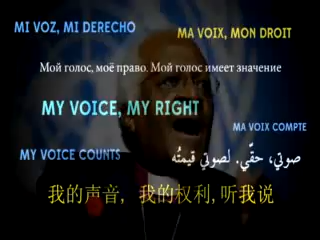 MI VOZ, MI DERECHO
MA VOIX, MON DROIT
Мой голос, моё право. Мой голос имеет значение
MY VOICE, MY RIGHT
MA VOIX COMPTE
MY VOICE COUNTS
صوتي، حقّي. لصوتي قيمتُه
我的声音, 我的权利,听我说